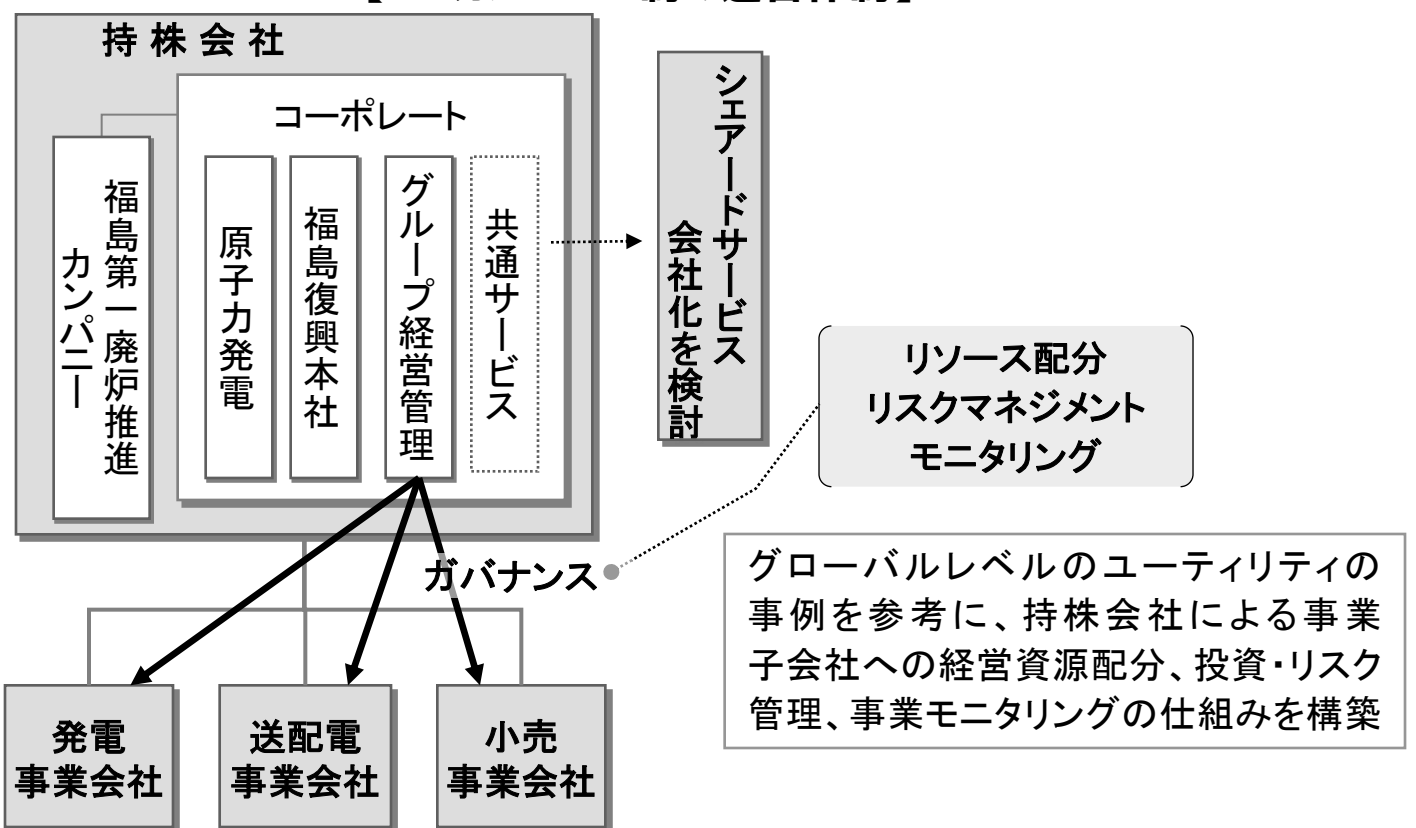 持株会社
コーポレート
福島第一廃炉推進
カンパニー
原子力発電
福島復興本社
グループ経営管理
共通サービス
シェアードサービス
会社化を検討
リソース配分
リスクマネジメント
モニタリング
ガバナンス
グローバルレベルのユーティリティの
事例を参考に、持株会社による事業
子会社への経営資源配分、投資・リスク
管理、事業モニタリングの仕組みを構築
発電
事業会社
送配電
事業会社
小売
事業会社